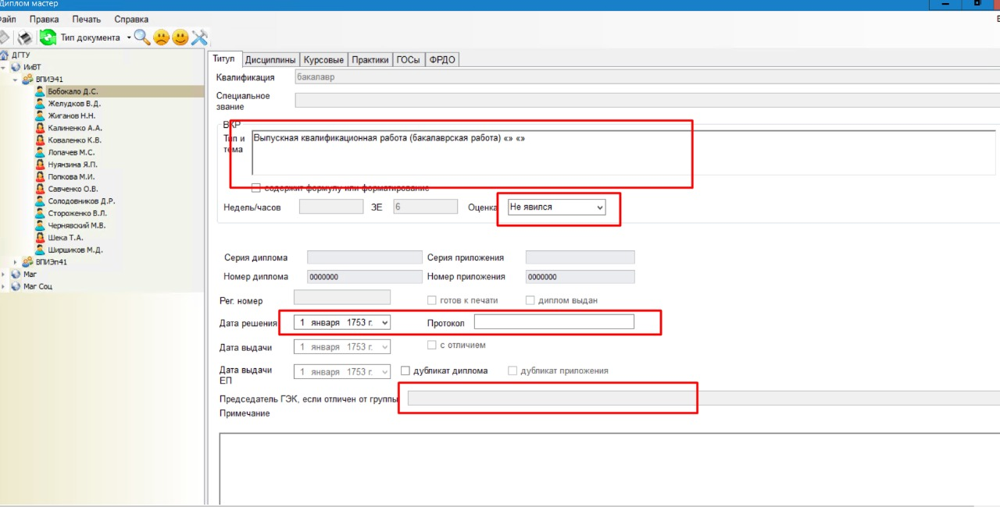 Диплом мастер
Файл Правка Печать Справка
Тип документа
ДГТУ
ИиВТ
ВПИЭ41
Бобокало Д.С.
Желудков В.Д.
Жиганов Н.Н.
Калиненко А.А.
Коваленко К.В.
Лопачев М.С.
Нуянзина Я.П.
Попкова М.И.
Савченко О.В.
Солодовников Д.Р.
Стороженко В.Л.
Чернявский М.В.
Шека Т.А.
Ширшиков М.Д.
ВПИЭп41
Маг
Маг Соц
Титул Дисциплины Курсовые Практики ГОСы ФРДО
Квалификация бакалавр
Специальное
звание
ВКР
Тип и
тема
Выпускная квалификационная работа (бакалаврская работа) «» «»
содержит формулу или форматирование
Недель/часов ЗЕ 6 Оценка Не явился
Серия диплома Серия приложения
Номер диплома 0000000 Номер приложения 0000000
Рег. номер готов к печати диплом выдан
Дата решения 1 января 1753 г. Протокол
Дата выдачи 1 января 1753 г. с отличием
Дата выдачи
ЕП
1 января 1753 г. дубликат диплома дубликат приложения
Председатель ГЭК, если отличен от группы
Примечание